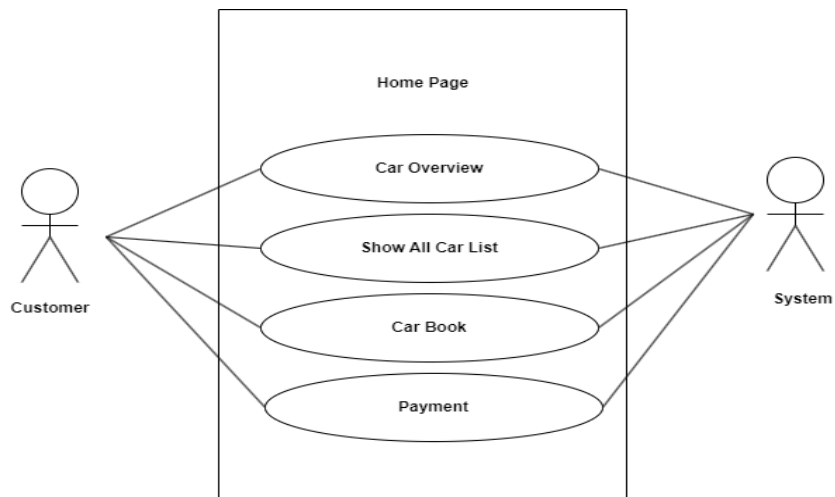 Home Page
Car Overview
Show All Car List
Car Book
Payment
Customer
System